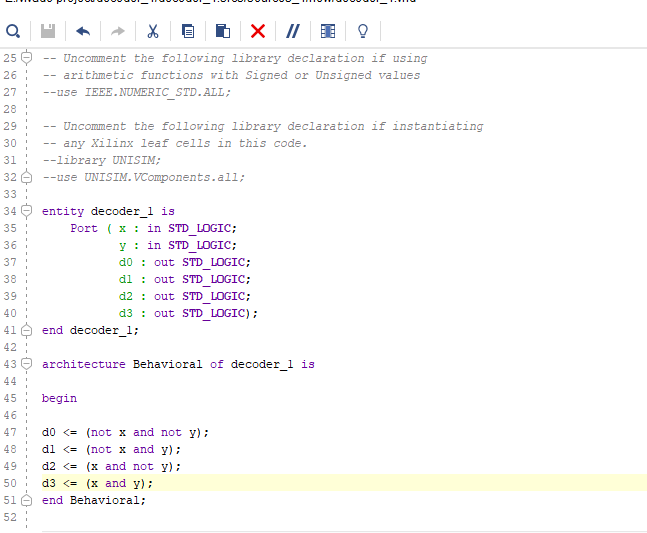 25 -- Uncomment the following library declaration if using
26 -- arithmetic functions with Signed or Unsigned values
27 --use IEEE.NUMERIC_STD.ALL;
28
29 -- Uncomment the following library declaration if instantiating
30 -- any Xilinx leaf cells in this code.
31 --library UNISIM;
32 --use UNISIM.VComponents.all;
33
34 entity decoder_1 is
35 Port ( x : in STD_LOGIC;
36 y : in STD_LOGIC;
37 d0 : out STD_LOGIC;
38 d1 : out STD_LOGIC;
39 d2 : out STD_LOGIC;
40 d3 : out STD_LOGIC);
41 end decoder_1;
42
43 architecture Behavioral of decoder_1 is
44
45 begin
46
47 d0 <= (not x and not y);
48 d1 <= (not x and y);
49 d2 <= (x and not y);
50 d3 <= (x and y);
51 end Behavioral;
52